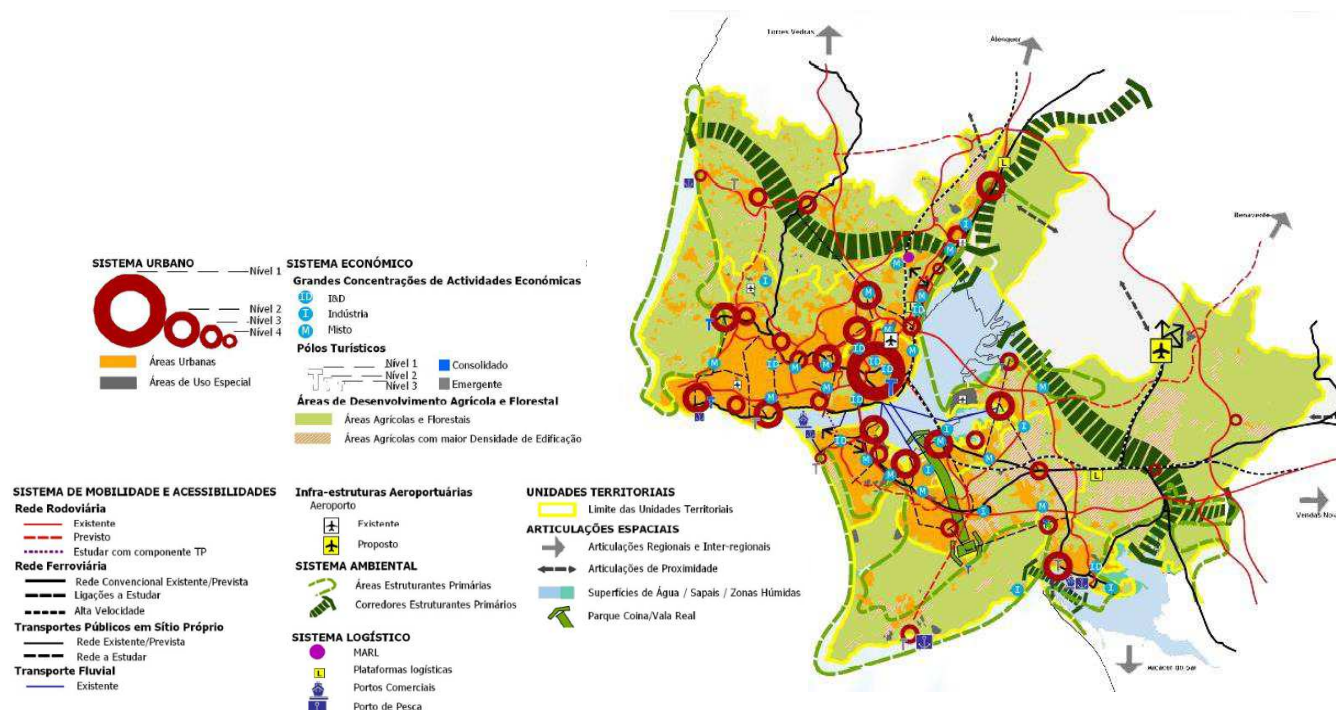 SISTEMA URBANO
Nível 1
Nível 2
Nível 3
Nível 4
Áreas Urbanas
Áreas de Uso Especial
SISTEMA ECONÓMICO
Grandes Concentrações de Actividades Económicas
ID I&D
I Indústria
M Misto
Pólos Turísticos
Nível 1
Nível 2
Nível 3
Consolidado
Emergente
Áreas de Desenvolvimento Agrícola e Florestal
Áreas Agrícolas e Florestais
Áreas Agrícolas com maior Densidade de Edificação
SISTEMA DE MOBILIDADE E ACESSIBILIDADES
Rede Rodoviária
Existente
Previsto
Estudar com componente TP
Rede Ferroviária
Rede Convencional Existente/Prevista
Ligações a Estudar
Alta Velocidade
Transportes Públicos em Sítio Próprio
Rede Existente/Prevista
Rede a Estudar
Transporte Fluvial
Existente
Infra-estruturas Aeroportuárias
Aeroporto
Existente
Proposto
SISTEMA AMBIENTAL
Áreas Estruturantes Primárias
Corredores Estruturantes Primários
SISTEMA LOGÍSTICO
MARL
L Plataformas logísticas
Portos Comerciais
Porto de Pesca
UNIDADES TERRITORIAIS
Limite das Unidades Territoriais
ARTICULAÇÕES ESPACIAIS
Articulações Regionais e Inter-regionais
Articulações de Proximidade
Superfícies de Água / Sapais / Zonas Húmidas
Parque Coina/Vala Real
Torres Vedras
Alenquer
Benavente
Vendas Nova